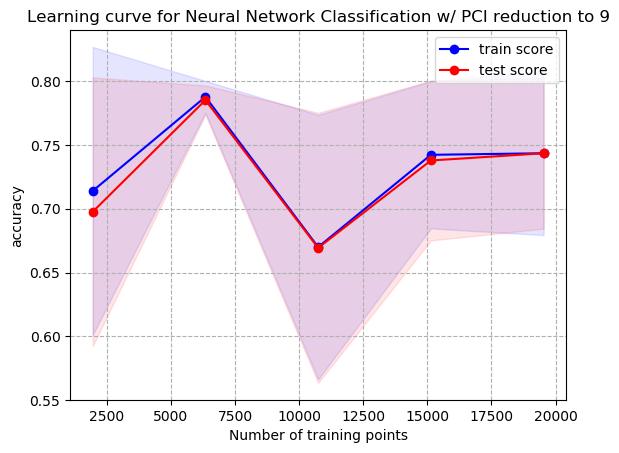 Learning curve for Neural Network Classification w/ PCI reduction to 9
train score
test score
0.80
0.75
0.70
0.65
0.60
0.55
accuracy
2500 5000 7500 10000 12500 15000 17500 20000
Number of training points